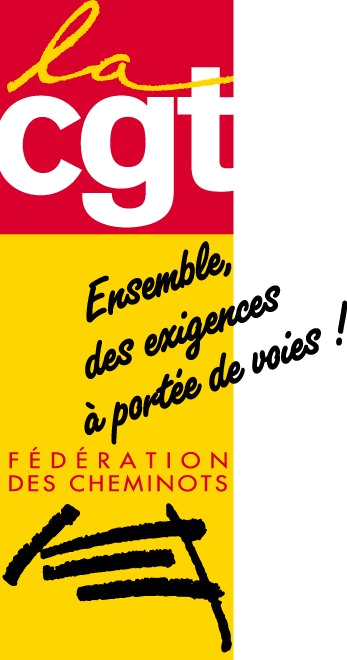 la
cgt
Ensemble,
des exigences
à portée de voies !
FÉDÉRATION
DES CHEMINOTS